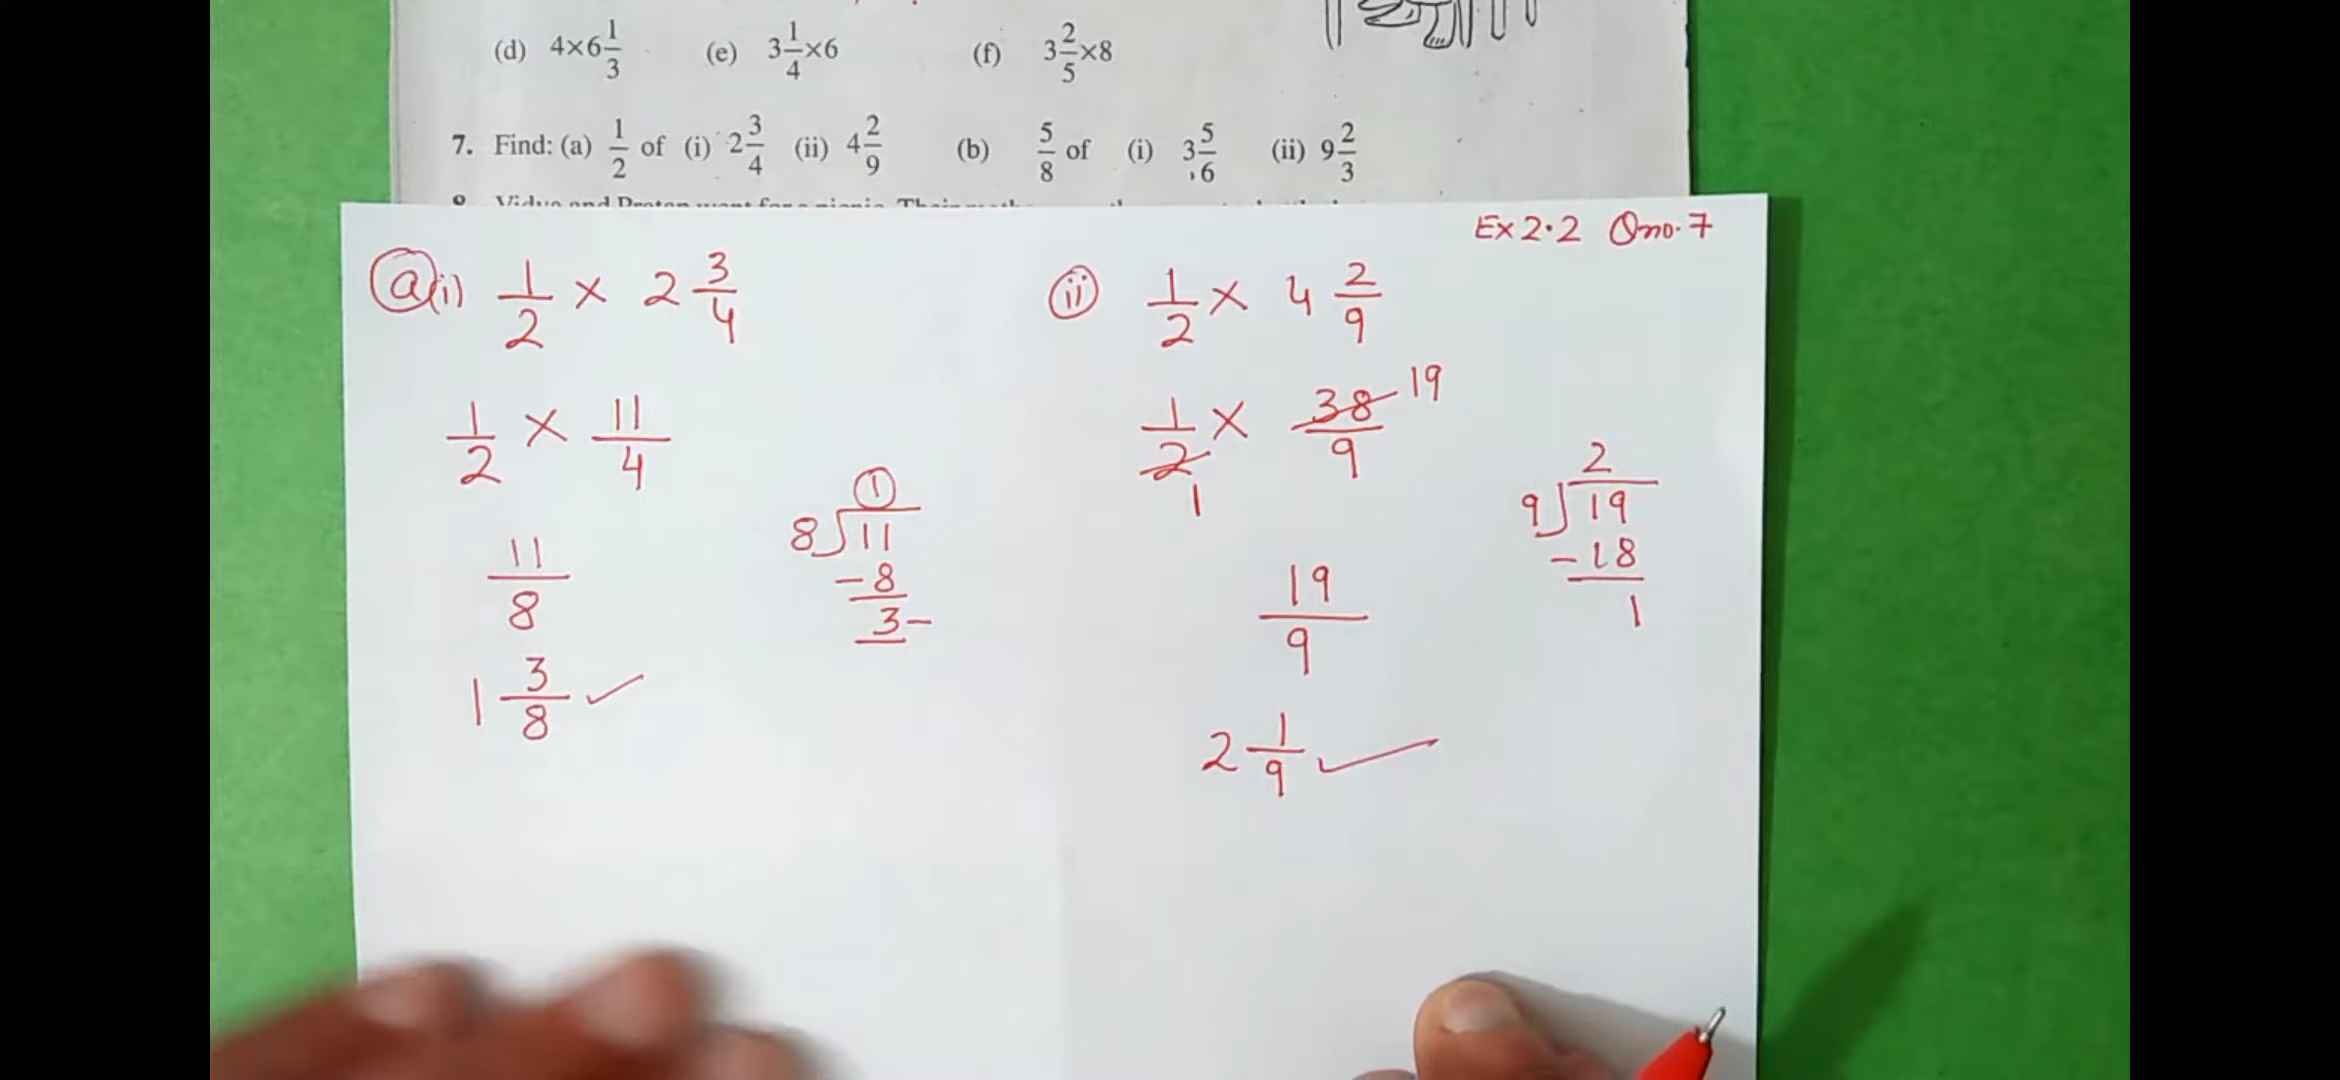 (d) 4×6 1/3 (e) 3 1/4 ×6 (f) 3 2/5 ×8
7. Find: (a) 1/2 of (i) 2 3/4 (ii) 4 2/9 (b) 5/8 of (i) 3 5/6 (ii) 9 2/3
Ex 2.2 Qno.7
a(i) 1/2 × 2 3/4
1/2 × 11/4
11/8
1 3/8 ✓
1
8)11
-8
3-
ii 1/2 × 4 2/9
1/2 × 38/9 19
1
19/9
2 1/9 ✓
2
9)19
-18
1